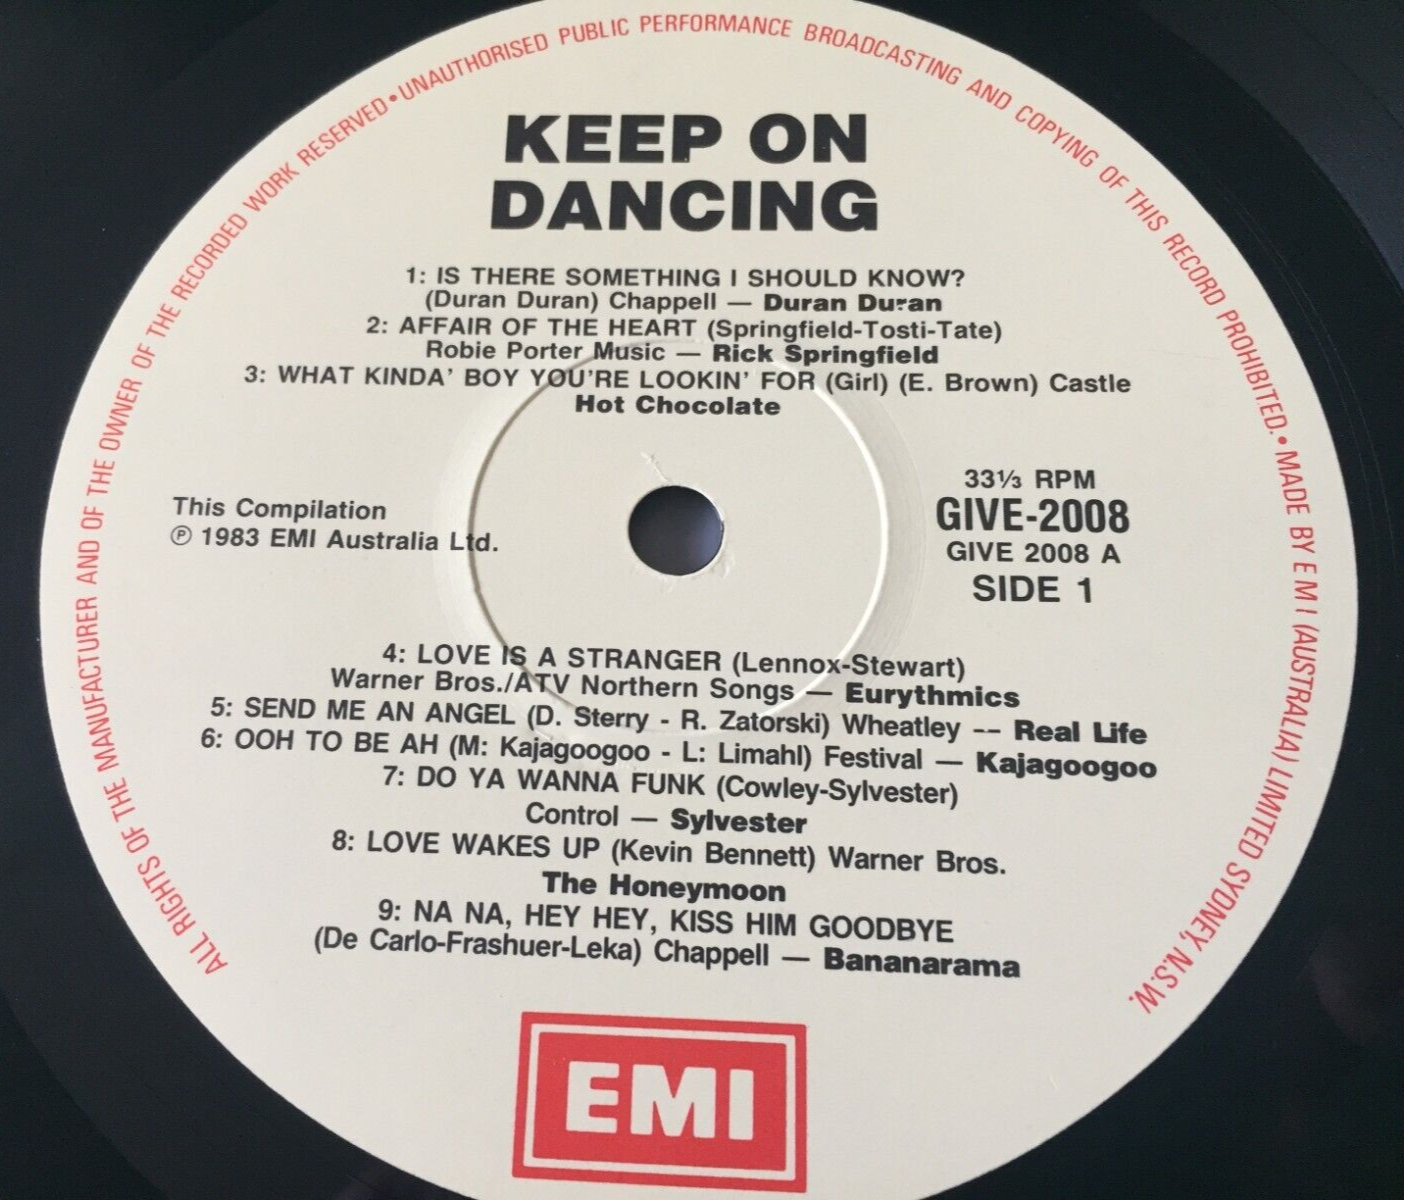 ALL RIGHTS OF THE MANUFACTURER AND OF THE OWNER OF THE RECORDED WORK RESERVED • UNAUTHORISED PUBLIC PERFORMANCE BROADCASTING AND COPYING OF THIS RECORD PROHIBITED. • MADE BY E M I (AUSTRALIA) LIMITED SYDNEY, N.S.W.
KEEP ON
DANCING
1: IS THERE SOMETHING I SHOULD KNOW?
(Duran Duran) Chappell — Duran Duran
2: AFFAIR OF THE HEART (Springfield-Tosti-Tate)
Robie Porter Music — Rick Springfield
3: WHAT KINDA' BOY YOU'RE LOOKIN' FOR (Girl) (E. Brown) Castle
Hot Chocolate
This Compilation
℗ 1983 EMI Australia Ltd.
33⅓ RPM
GIVE-2008
GIVE 2008 A
SIDE 1
4: LOVE IS A STRANGER (Lennox-Stewart)
Warner Bros./ATV Northern Songs — Eurythmics
5: SEND ME AN ANGEL (D. Sterry - R. Zatorski) Wheatley -- Real Life
6: OOH TO BE AH (M: Kajagoogoo - L: Limahl) Festival — Kajagoogoo
7: DO YA WANNA FUNK (Cowley-Sylvester)
Control — Sylvester
8: LOVE WAKES UP (Kevin Bennett) Warner Bros.
The Honeymoon
9: NA NA, HEY HEY, KISS HIM GOODBYE
(De Carlo-Frashuer-Leka) Chappell — Bananarama
EMI